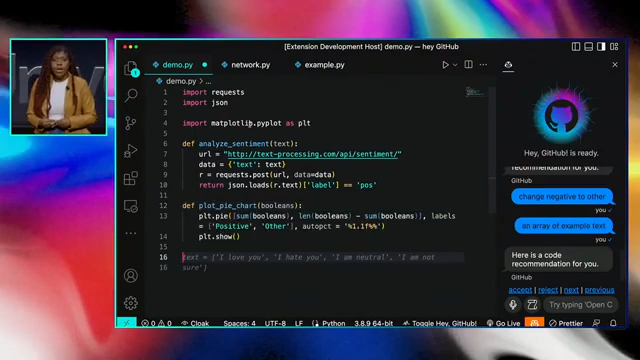 [Extension Development Host] demo.py — hey GitHub
demo.py
network.py
example.py
demo.py > ...
1 import requests
2 import json
3
4 import matplotlib.pyplot as plt
5
6 def analyze_sentiment(text):
7 url = "http://text-processing.com/api/sentiment/"
8 data = {'text': text}
9 r = requests.post(url, data=data)
10 return json.loads(r.text)['label'] == 'pos'
11
12 def plot_pie_chart(booleans):
13 plt.pie([sum(booleans), len(booleans) - sum(booleans)], labels
= ['Positive', 'Other'], autopct = '%1.1f%%')
14 plt.show()
15
16 text = ['I love you', 'I hate you', 'I am neutral', 'I am not
sure']
Hey, GitHub! is ready.
recommendation for you.
GitHub
change negative to other
you
an array of example text
you
Here is a code
recommendation for you.
GitHub
accept | reject | next | previous
Try typing "Open C
0 0 Cloak Spaces: 4 UTF-8 LF Python 3.8.9 64-bit Toggle Hey, GitHub! Go Live Prettier